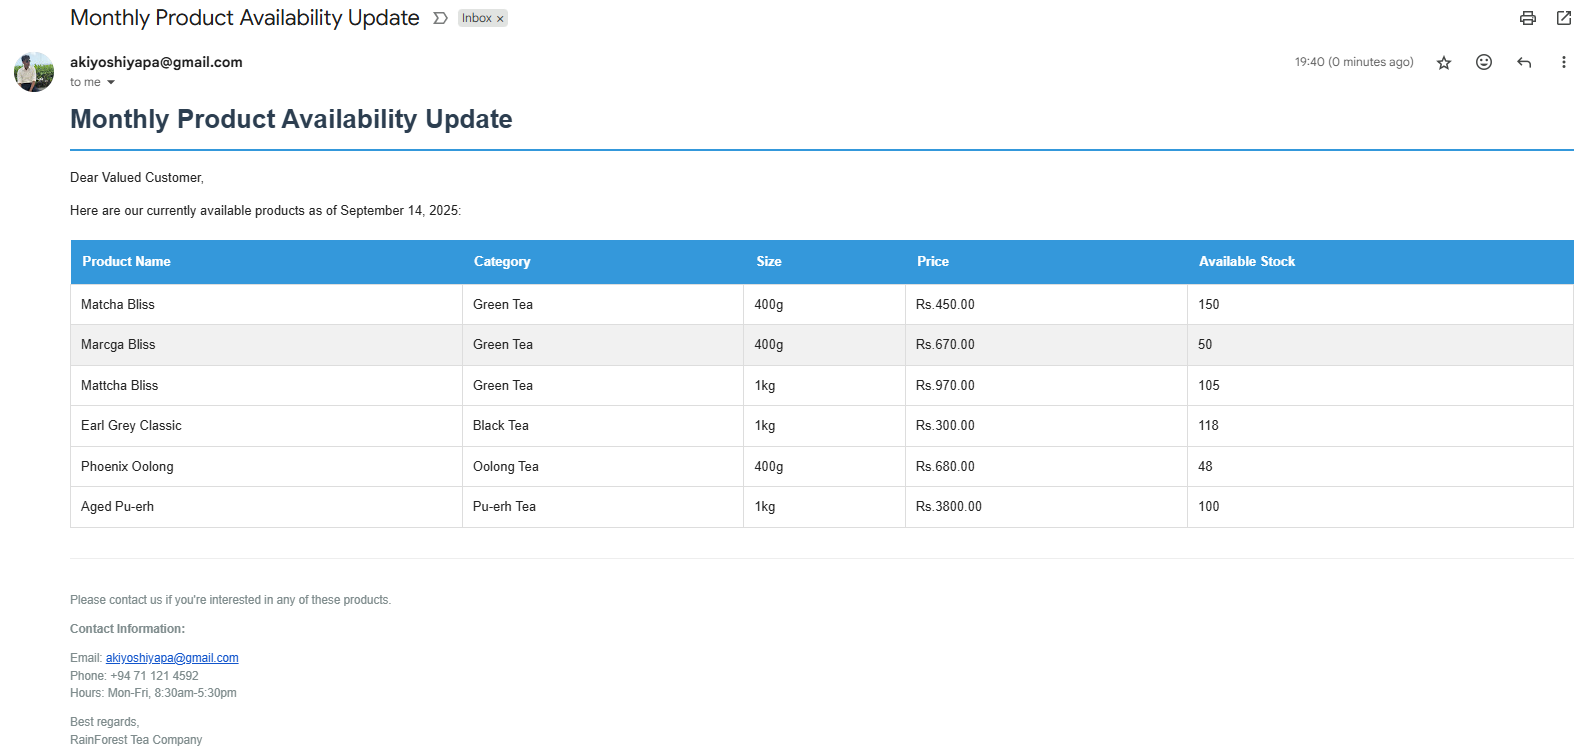 Monthly Product Availability Update Inbox ×
akiyoshiyapa@gmail.com 19:40 (0 minutes ago)
to me
Monthly Product Availability Update
Dear Valued Customer,
Here are our currently available products as of September 14, 2025:
Product Name Category Size Price Available Stock
Matcha Bliss Green Tea 400g Rs.450.00 150
Marcga Bliss Green Tea 400g Rs.670.00 50
Mattcha Bliss Green Tea 1kg Rs.970.00 105
Earl Grey Classic Black Tea 1kg Rs.300.00 118
Phoenix Oolong Oolong Tea 400g Rs.680.00 48
Aged Pu-erh Pu-erh Tea 1kg Rs.3800.00 100
Please contact us if you're interested in any of these products.
Contact Information:
Email: akiyoshiyapa@gmail.com
Phone: +94 71 121 4592
Hours: Mon-Fri, 8:30am-5:30pm
Best regards,
RainForest Tea Company